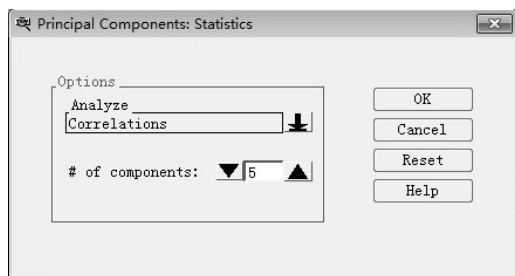 Principal Components: Statistics
Options
Analyze
Correlations
# of components: 5
OK
Cancel
Reset
Help